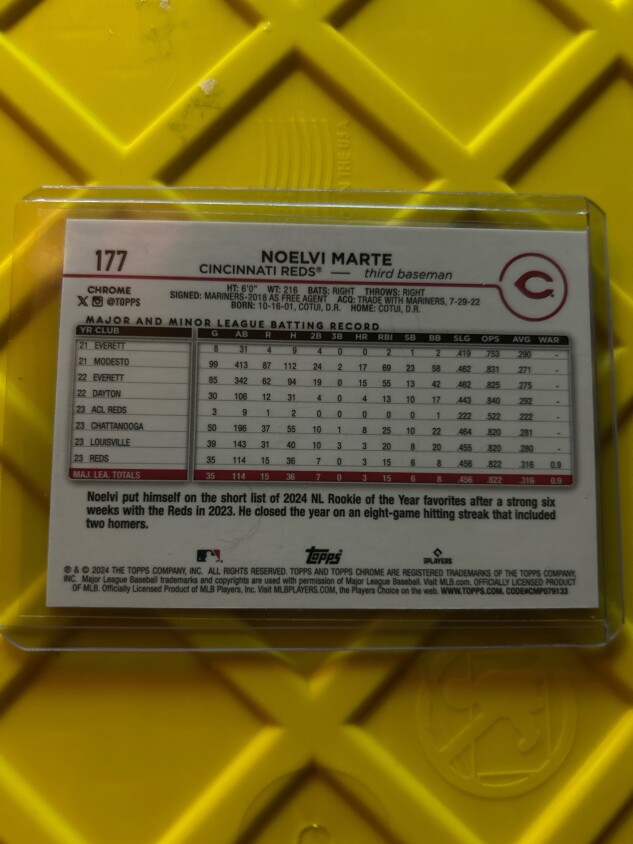 IN THE USA
177
NOELVI MARTE
CINCINNATI REDS® — third baseman
C
CHROME
@TOPPS
HT: 6'0" WT: 216 BATS: RIGHT THROWS: RIGHT
SIGNED: MARINERS-2018 AS FREE AGENT ACQ: TRADE WITH MARINERS, 7-29-22
BORN: 10-16-01, COTUI, D.R. HOME: COTUI, D.R.
MAJOR AND MINOR LEAGUE BATTING RECORD
YR CLUB G AB R H 2B 3B HR RBI SB BB SLG OPS AVG WAR
21 EVERETT 8 31 4 9 4 0 0 2 1 2 .419 .753 .290 -
21 MODESTO 99 413 87 112 24 2 17 69 23 58 .462 .831 .271 -
22 EVERETT 85 342 62 94 19 0 15 55 13 42 .462 .825 .275 -
22 DAYTON 30 106 12 31 4 0 4 13 10 17 .443 .840 .292 -
23 ACL REDS 3 9 1 2 0 0 0 0 0 1 .222 .522 .222 -
23 CHATTANOOGA 50 196 37 55 10 1 8 25 10 22 .464 .820 .281 -
23 LOUISVILLE 39 143 31 40 10 3 3 20 8 20 .455 .820 .280 -
23 REDS 35 114 15 36 7 0 3 15 6 8 .456 .822 .316 0.9
MAJ. LEA. TOTALS 35 114 15 36 7 0 3 15 6 8 .456 .822 .316 0.9
Noelvi put himself on the short list of 2024 NL Rookie of the Year favorites after a strong six
weeks with the Reds in 2023. He closed the year on an eight-game hitting streak that included
two homers.
Topps
PLAYERS
® & © 2024 THE TOPPS COMPANY, INC. ALL RIGHTS RESERVED. TOPPS AND TOPPS CHROME ARE REGISTERED TRADEMARKS OF THE TOPPS COMPANY,
INC. Major League Baseball trademarks and copyrights are used with permission of Major League Baseball. Visit MLB.com. OFFICIALLY LICENSED PRODUCT
OF MLB. Officially Licensed Product of MLB Players, Inc. Visit MLBPLAYERS.COM, the Players Choice on the web. WWW.TOPPS.COM. CODE#CMP079133